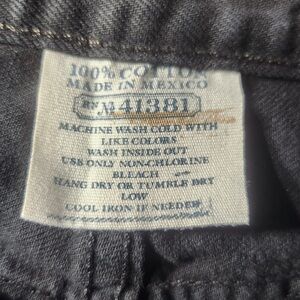 100% COTTON
MADE IN MEXICO
RN № 41381
MACHINE WASH COLD WITH
LIKE COLORS
WASH INSIDE OUT
USE ONLY NON-CHLORINE
BLEACH
HANG DRY OR TUMBLE DRY
LOW
COOL IRON IF NEEDED